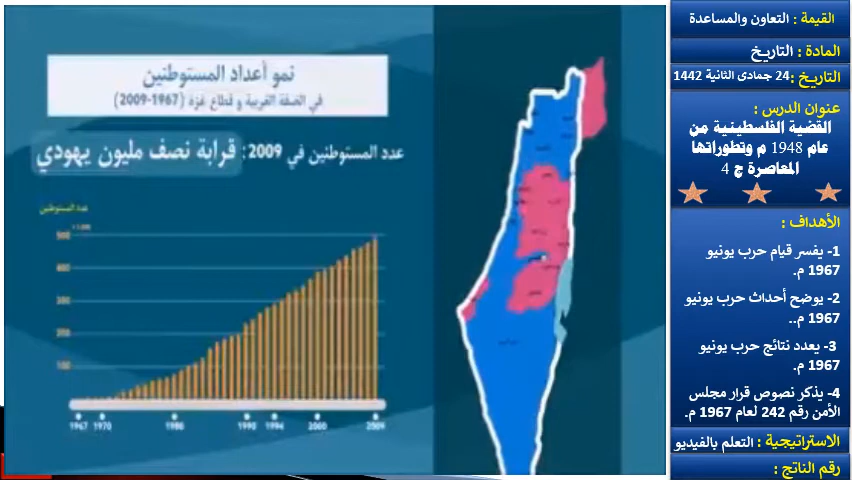 القيمة : التعاون والمساعدة
المادة : التاريخ
التاريخ :24 جمادى الثانية 1442
عنوان الدرس :
القضية الفلسطينية من
عام 1948 م وتطوراتها
المعاصرة ج 4
الأهداف :
1- يفسر قيام حرب يونيو
1967 م.
2- يوضح أحداث حرب يونيو
1967 م..
3- يعدد نتائج حرب يونيو
1967 م.
4- يذكر نصوص قرار مجلس
الأمن رقم 242 لعام 1967 م.
الاستراتيجية : التعلم بالفيديو
رقم الناتج :
نمو أعداد المستوطنين
في الضفة الغربية و قطاع غزة (1967-2009)
عدد المستوطنين في 2009: قرابة نصف مليون يهودي
عدد المستوطنين
500
400
300
200
100
1967 1970 1980 1990 1994 2000 2009